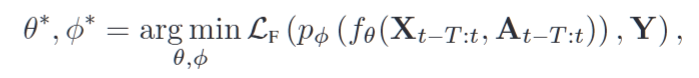 θ*, ϕ* = arg min_{θ,ϕ} 𝓛_F (p_ϕ (f_θ(𝐗_{t−T:t}, 𝐀_{t−T:t})) , 𝐘) ,